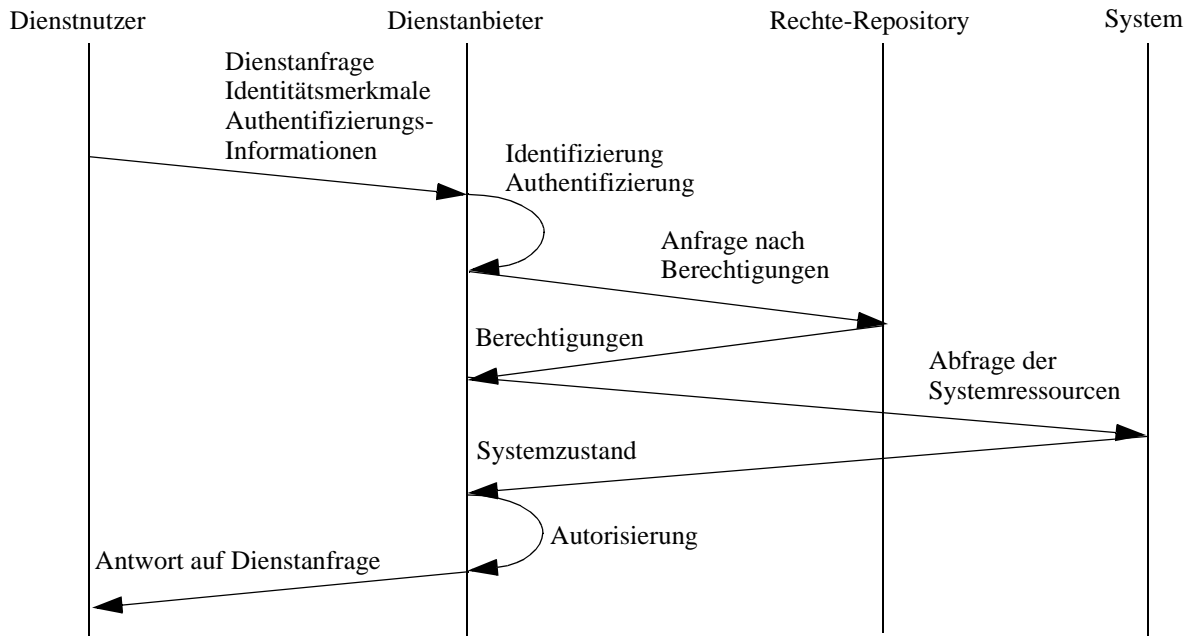 Dienstnutzer
Dienstanbieter
Rechte-Repository
System
Dienstanfrage
Identitätsmerkmale
Authentifizierungs-
Informationen
Identifizierung
Authentifizierung
Anfrage nach
Berechtigungen
Berechtigungen
Abfrage der
Systemressourcen
Systemzustand
Autorisierung
Antwort auf Dienstanfrage